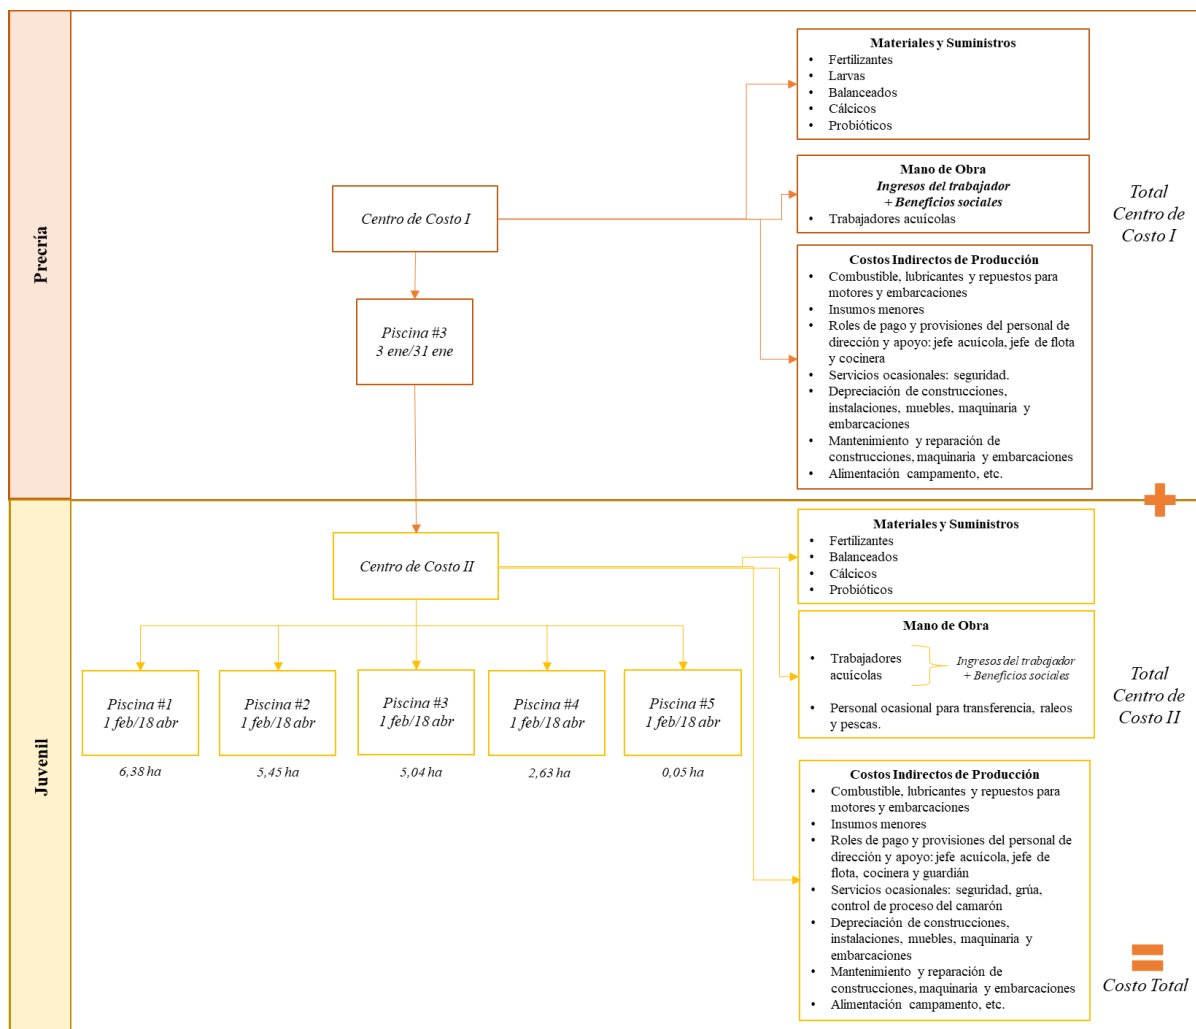 Precría
Centro de Costo I
Piscina #3
3 ene/31 ene
Materiales y Suministros
• Fertilizantes
• Larvas
• Balanceados
• Cálcicos
• Probióticos
Mano de Obra
Ingresos del trabajador
+ Beneficios sociales
• Trabajadores acuícolas
Costos Indirectos de Producción
• Combustible, lubricantes y repuestos para
motores y embarcaciones
• Insumos menores
• Roles de pago y provisiones del personal de
dirección y apoyo: jefe acuícola, jefe de flota
y cocinera
• Servicios ocasionales: seguridad.
• Depreciación de construcciones,
instalaciones, muebles, maquinaria y
embarcaciones
• Mantenimiento y reparación de
construcciones, maquinaria y embarcaciones
• Alimentación campamento, etc.
Total
Centro de
Costo I
Juvenil
Centro de Costo II
Piscina #1
1 feb/18 abr
6,38 ha
Piscina #2
1 feb/18 abr
5,45 ha
Piscina #3
1 feb/18 abr
5,04 ha
Piscina #4
1 feb/18 abr
2,63 ha
Piscina #5
1 feb/18 abr
0,05 ha
Materiales y Suministros
• Fertilizantes
• Balanceados
• Cálcicos
• Probióticos
Mano de Obra
• Trabajadores
acuícolas
Ingresos del trabajador
+ Beneficios sociales
• Personal ocasional para transferencia, raleos
y pescas.
Costos Indirectos de Producción
• Combustible, lubricantes y repuestos para
motores y embarcaciones
• Insumos menores
• Roles de pago y provisiones del personal de
dirección y apoyo: jefe acuícola, jefe de
flota, cocinera y guardián
• Servicios ocasionales: seguridad, grúa,
control de proceso del camarón
• Depreciación de construcciones,
instalaciones, muebles, maquinaria y
embarcaciones
• Mantenimiento y reparación de
construcciones, maquinaria y embarcaciones
• Alimentación campamento, etc.
Total
Centro de
Costo II
Costo Total